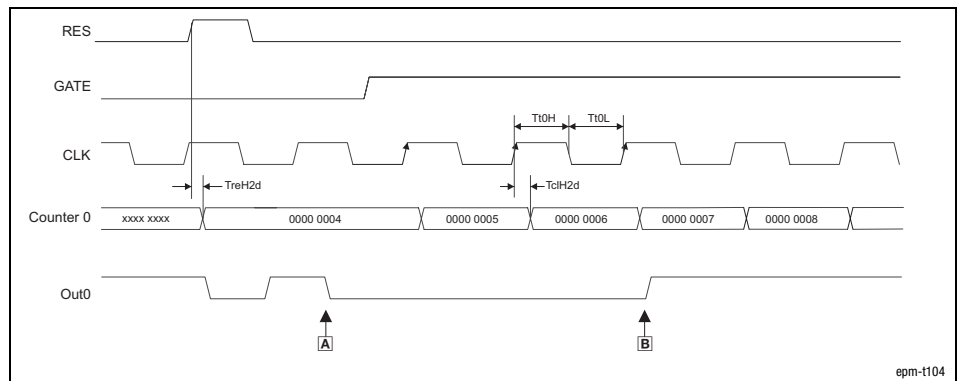 RES
GATE
Tt0H Tt0L
CLK
TreH2d TclH2d
Counter 0 xxxx xxxx 0000 0004 0000 0005 0000 0006 0000 0007 0000 0008
Out0
A B
epm-t104